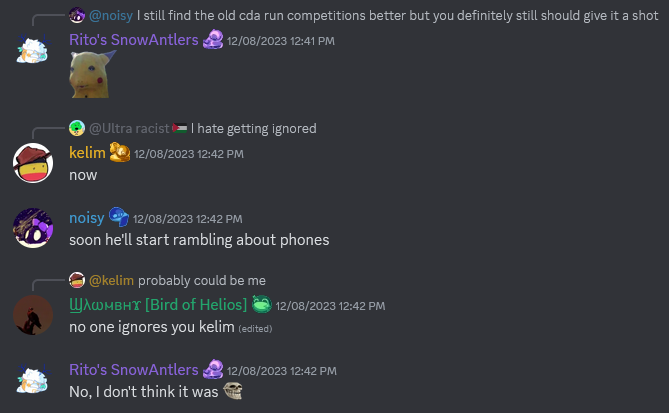 @noisy I still find the old cda run competitions better but you definitely still should give it a shot
Rito's SnowAntlers 12/08/2023 12:41 PM
@Ultra racist🇵🇸 I hate getting ignored
kelim 12/08/2023 12:42 PM
now
noisy 12/08/2023 12:42 PM
soon he'll start rambling about phones
@kelim probably could be me
[Bird of Helios] 12/08/2023 12:42 PM
no one ignores you kelim (edited)
Rito's SnowAntlers 12/08/2023 12:42 PM
No, I don't think it was